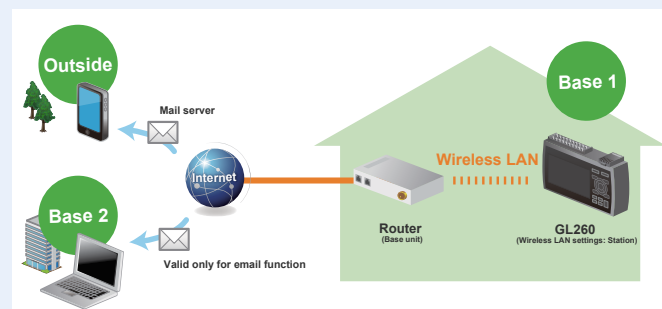 Outside
Mail server
Internet
Base 2
Valid only for email function
Base 1
Wireless LAN
Router
(Base unit)
GL260
(Wireless LAN settings: Station)